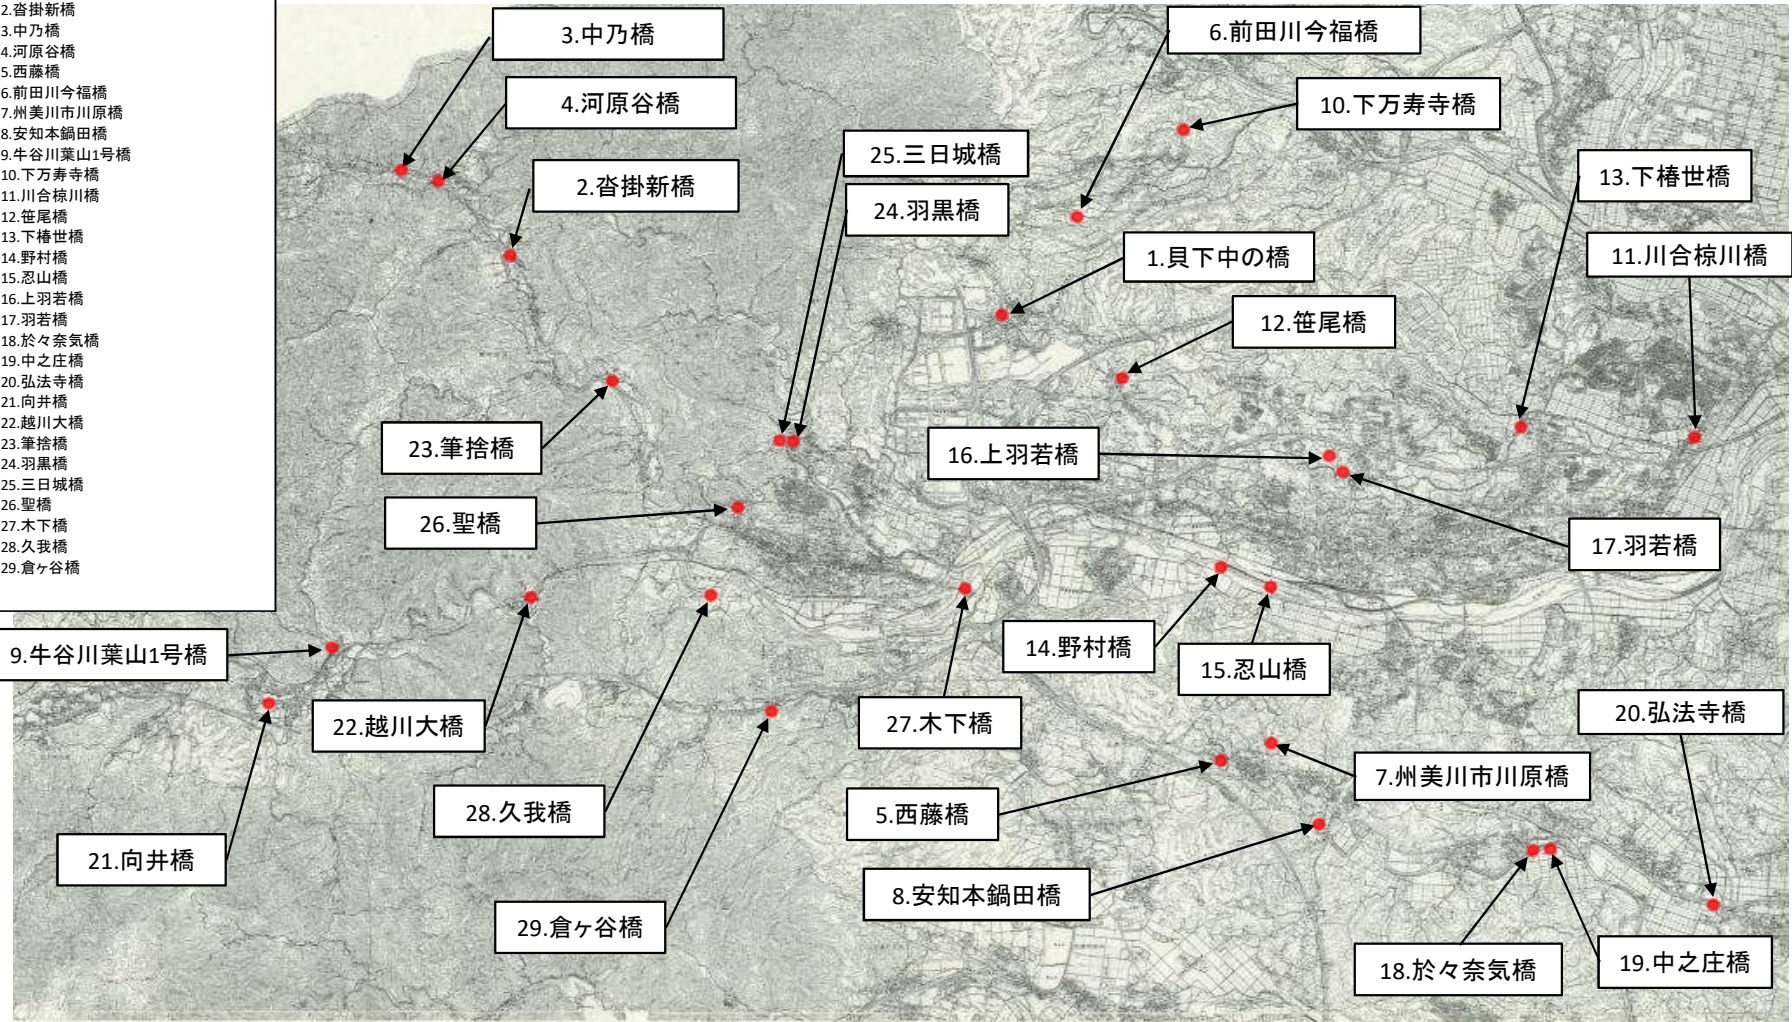 2.沓掛新橋
3.中乃橋
4.河原谷橋
5.西藤橋
6.前田川今福橋
7.州美川市川原橋
8.安知本鍋田橋
9.牛谷川葉山1号橋
10.下万寿寺橋
11.川合椋川橋
12.笹尾橋
13.下椿世橋
14.野村橋
15.忍山橋
16.上羽若橋
17.羽若橋
18.於々奈気橋
19.中之庄橋
20.弘法寺橋
21.向井橋
22.越川大橋
23.筆捨橋
24.羽黒橋
25.三日城橋
26.聖橋
27.木下橋
28.久我橋
29.倉ヶ谷橋
3.中乃橋
6.前田川今福橋
4.河原谷橋
10.下万寿寺橋
25.三日城橋
13.下椿世橋
2.沓掛新橋
24.羽黒橋
1.貝下中の橋
11.川合椋川橋
12.笹尾橋
23.筆捨橋
16.上羽若橋
26.聖橋
17.羽若橋
14.野村橋
9.牛谷川葉山1号橋
15.忍山橋
22.越川大橋
27.木下橋
20.弘法寺橋
7.州美川市川原橋
28.久我橋
5.西藤橋
21.向井橋
8.安知本鍋田橋
29.倉ヶ谷橋
18.於々奈気橋
19.中之庄橋